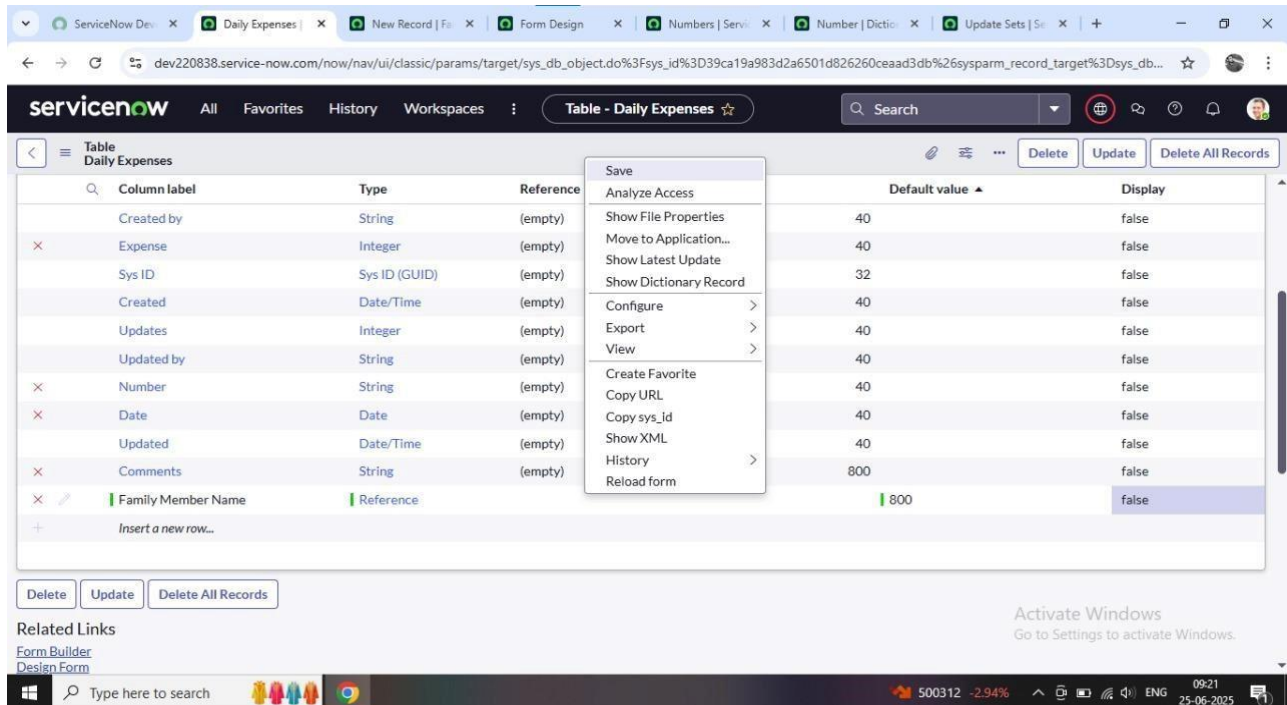 ServiceNow Dev
Daily Expenses |
New Record | Fa
Form Design
Numbers | Servi
Number | Dictio
Update Sets | Se
dev220838.service-now.com/now/nav/ui/classic/params/target/sys_db_object.do%3Fsys_id%3D39ca19a983d2a6501d826260ceaad3db%26sysparm_record_target%3Dsys_db...
servicenow All Favorites History Workspaces Table - Daily Expenses Search
Table
Daily Expenses
Delete Update Delete All Records
Column label Type Reference Default value Display
Created by String (empty) 40 false
Expense Integer (empty) 40 false
Sys ID Sys ID (GUID) (empty) 32 false
Created Date/Time (empty) 40 false
Updates Integer (empty) 40 false
Updated by String (empty) 40 false
Number String (empty) 40 false
Date Date (empty) 40 false
Updated Date/Time (empty) 40 false
Comments String (empty) 800 false
Family Member Name Reference 800 false
Insert a new row...
Save
Analyze Access
Show File Properties
Move to Application...
Show Latest Update
Show Dictionary Record
Configure
Export
View
Create Favorite
Copy URL
Copy sys_id
Show XML
History
Reload form
Delete Update Delete All Records
Activate Windows
Go to Settings to activate Windows.
Related Links
Form Builder
Design Form
Type here to search
500312 -2.94% ENG 09:21
25-06-2025